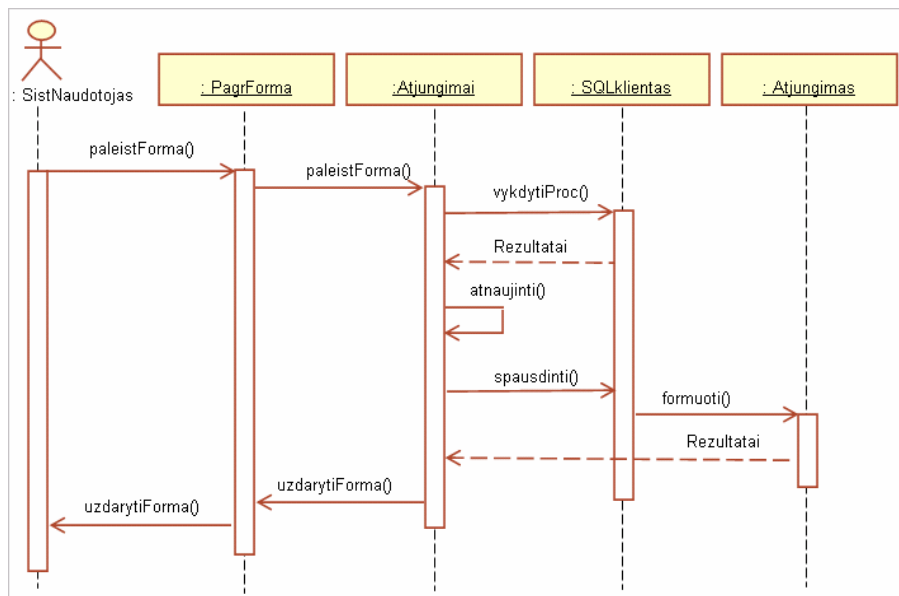 : SistNaudotojas
: PagrForma
:Atjungimai
: SQLklientas
: Atjungimas
paleistForma()
paleistForma()
vykdytiProc()
Rezultatai
atnaujinti()
spausdinti()
formuoti()
Rezultatai
uzdarytiForma()
uzdarytiForma()